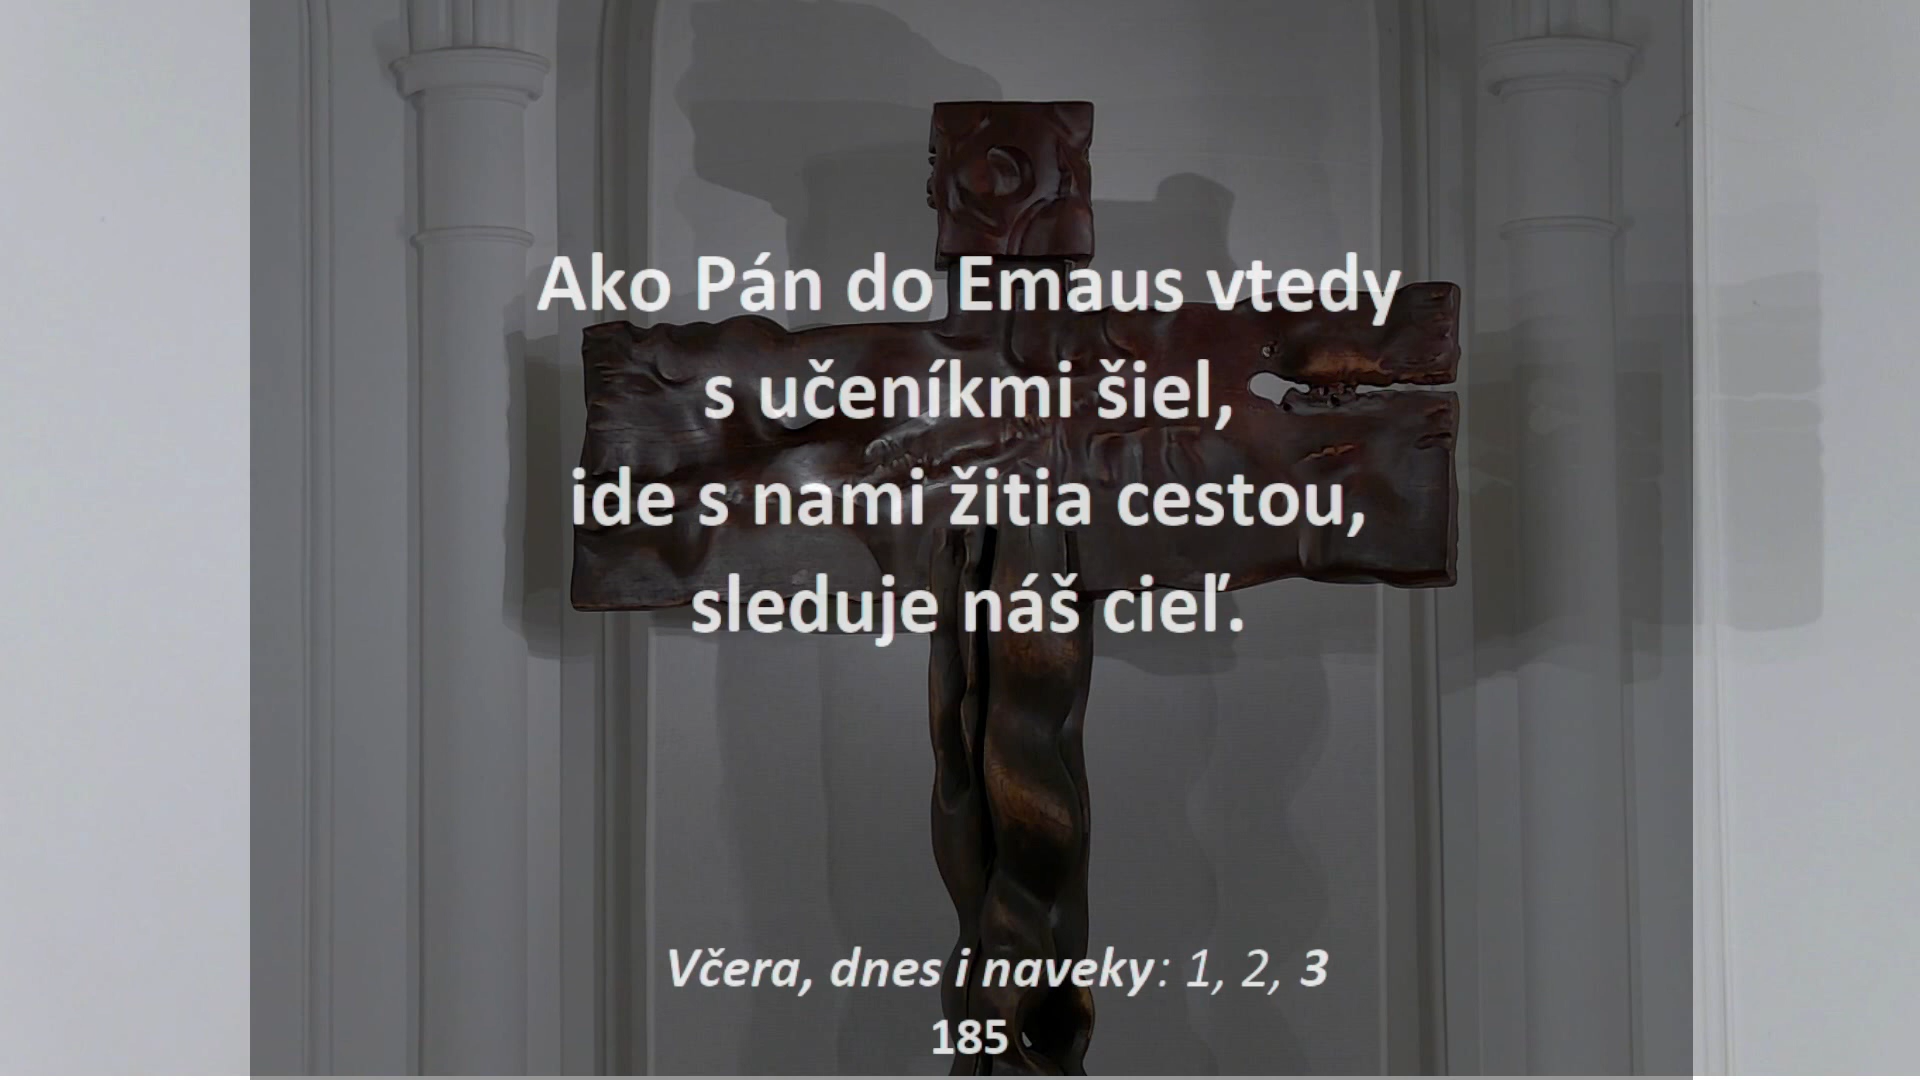 Ako Pán do Emaus vtedy
s učeníkmi šiel,
ide s nami žitia cestou,
sleduje náš cieľ.
Včera, dnes i naveky: 1, 2, 3
185